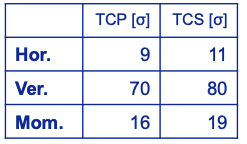 TCP [σ] TCS [σ]
Hor. 9 11
Ver. 70 80
Mom. 16 19